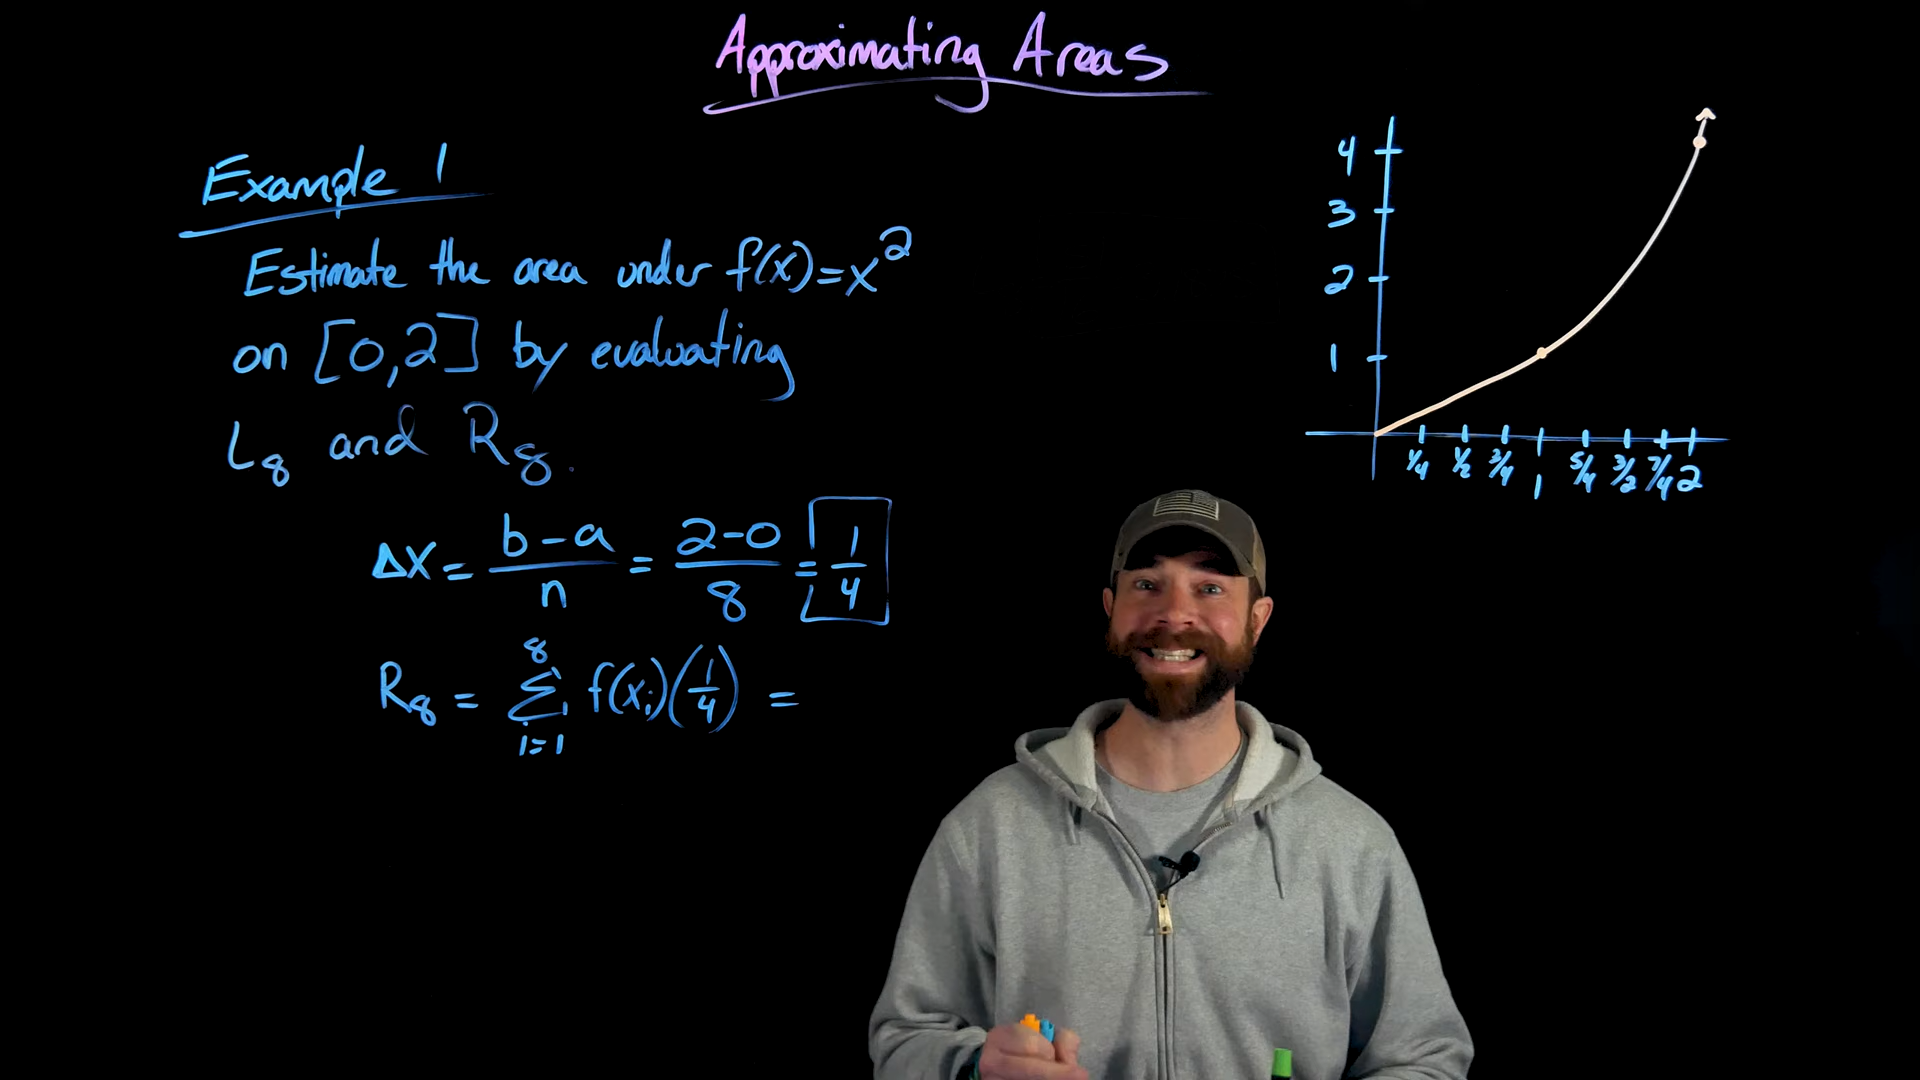 Approximating Areas
Example 1
Estimate the area under f(x)=x²
on [0,2] by evaluating
L₈ and R₈.
Δx = (b-a)/n = (2-0)/8 = 1/4
R₈ = ∑_{i=1}^{8} f(xᵢ)(1/4) =
4
3
2
1
1/4 1/2 3/4 1 5/4 3/2 7/4 2